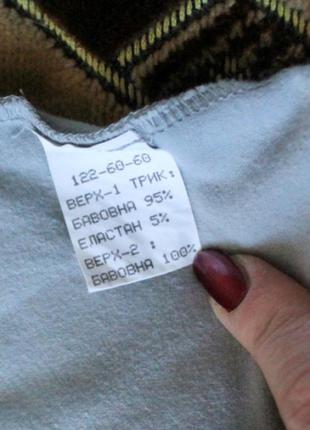 122-60-60
ВЕРХ-1 ТРИК:
БАВОВНА 95%
ЕЛАСТАН 5%
ВЕРХ-2 :
БАВОВНА 100%